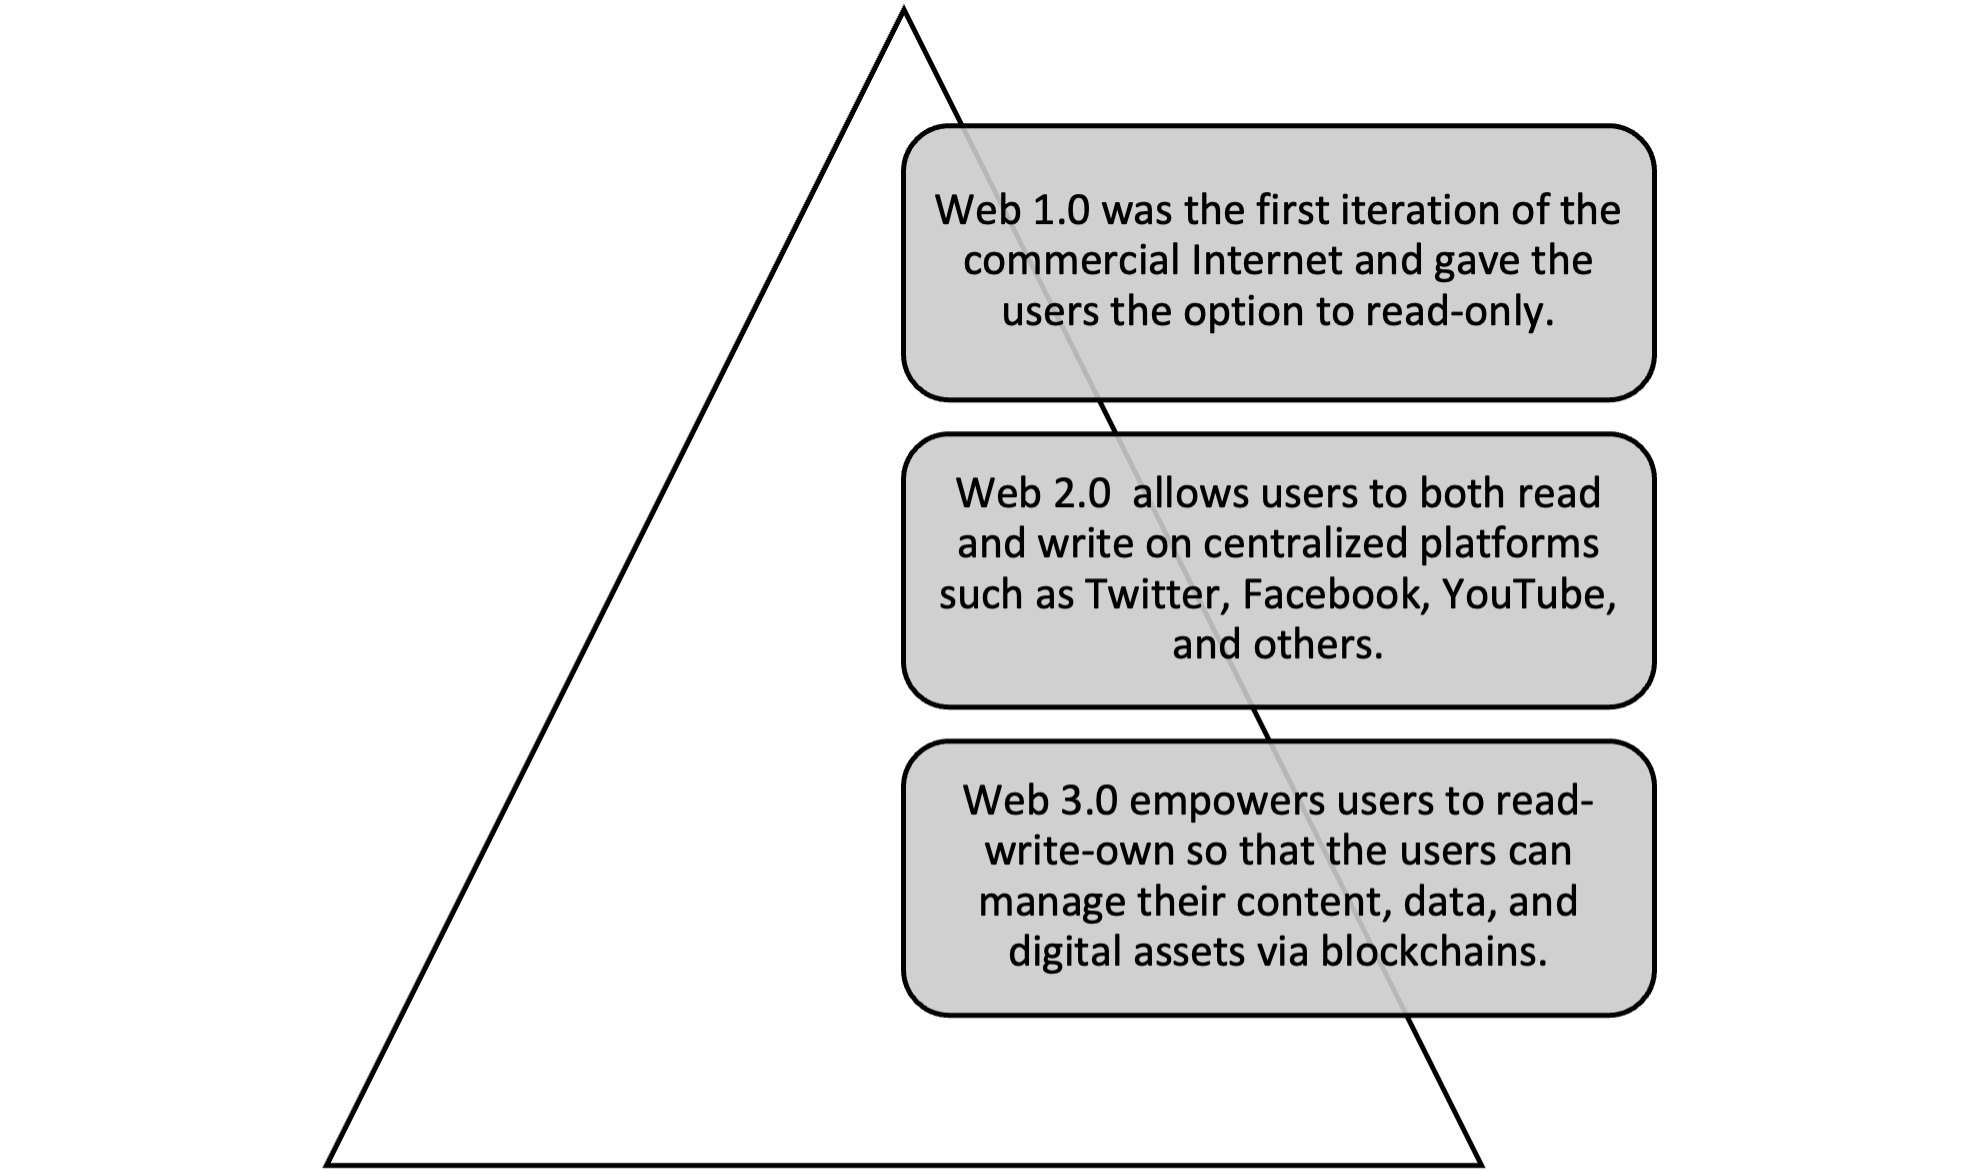 Web 1.0 was the first iteration of the
commercial Internet and gave the
users the option to read-only.
Web 2.0  allows users to both read
and write on centralized platforms
such as Twitter, Facebook, YouTube,
and others.
Web 3.0 empowers users to read-
write-own so that the users can
manage their content, data, and
digital assets via blockchains.